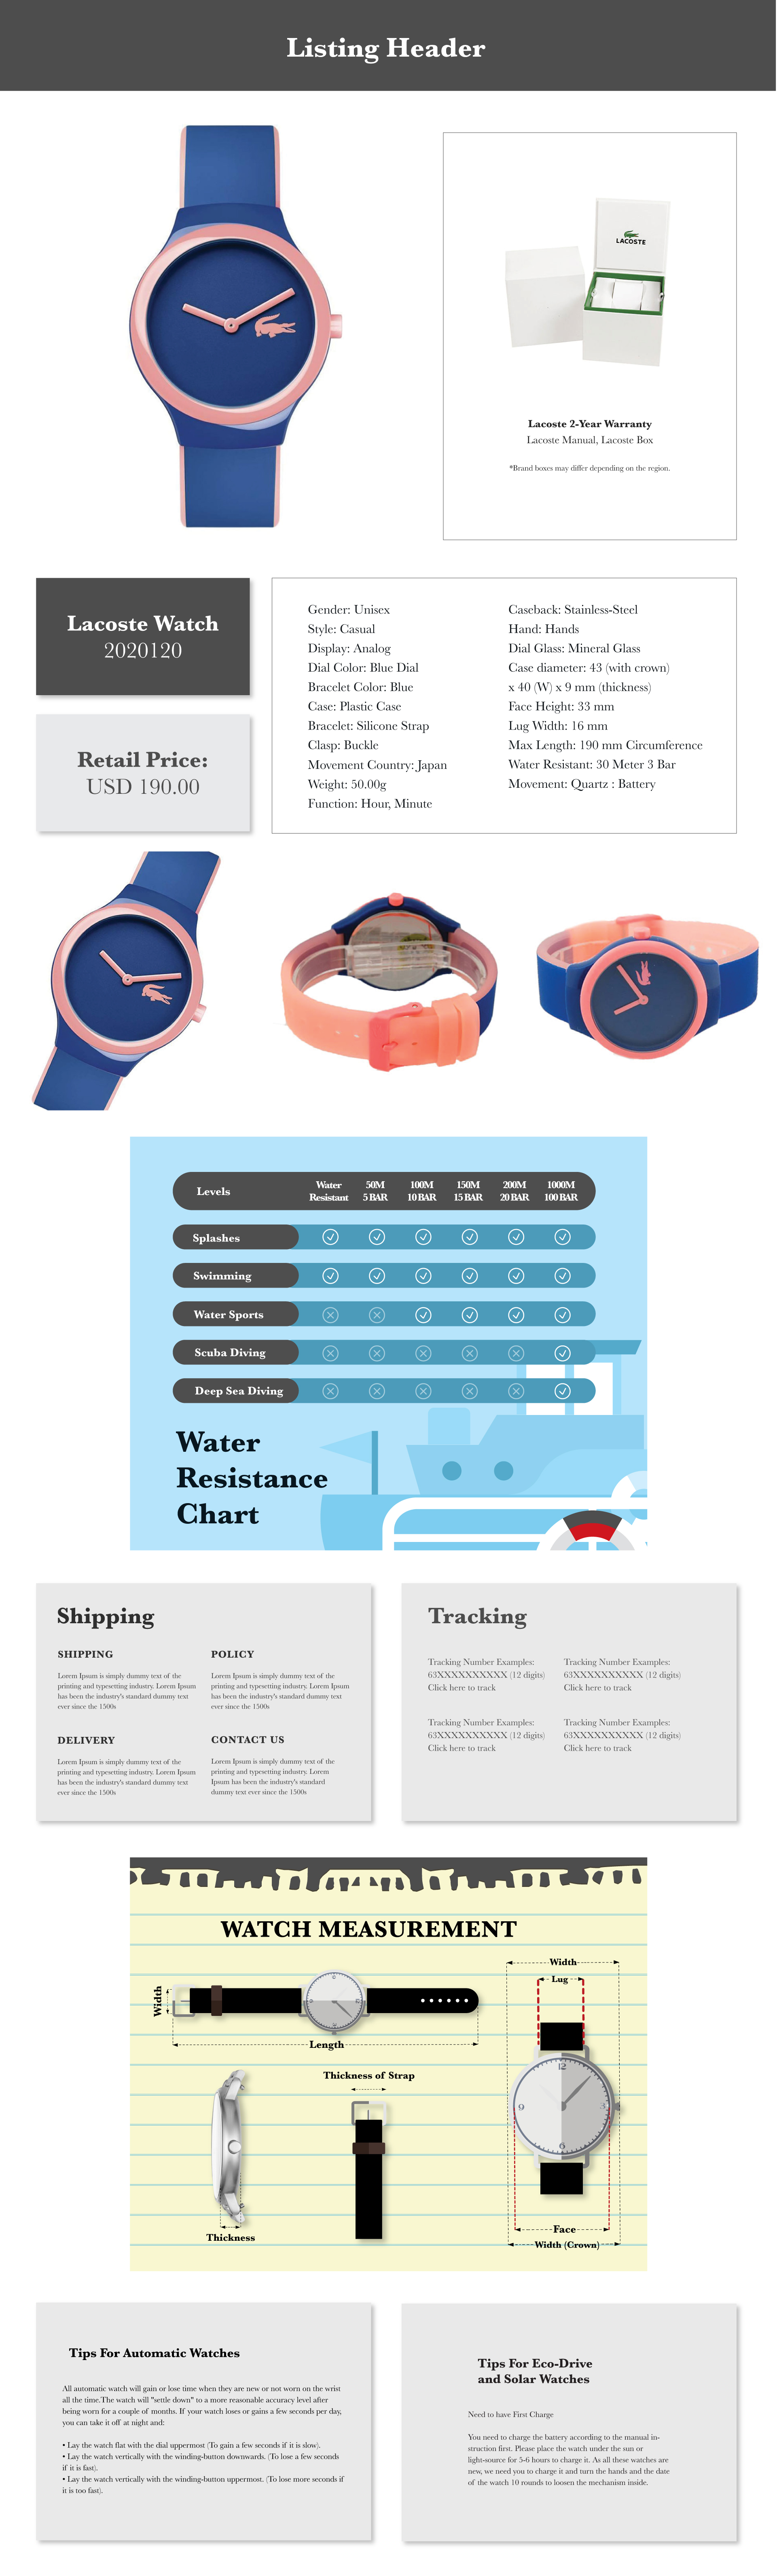 Listing Header
LACOSTE
Lacoste 2-Year Warranty
Lacoste Manual, Lacoste Box
*Brand boxes may differ depending on the region.
Lacoste Watch
2020120
Retail Price:
USD 190.00
Gender: Unisex
Style: Casual
Display: Analog
Dial Color: Blue Dial
Bracelet Color: Blue
Case: Plastic Case
Bracelet: Silicone Strap
Clasp: Buckle
Movement Country: Japan
Weight: 50.00g
Function: Hour, Minute
Caseback: Stainless-Steel
Hand: Hands
Dial Glass: Mineral Glass
Case diameter: 43 (with crown)
x 40 (W) x 9 mm (thickness)
Face Height: 33 mm
Lug Width: 16 mm
Max Length: 190 mm Circumference
Water Resistant: 30 Meter 3 Bar
Movement: Quartz : Battery
Levels
Water
Resistant
50M
5 BAR
100M
10 BAR
150M
15 BAR
200M
20 BAR
1000M
100 BAR
Splashes
Swimming
Water Sports
Scuba Diving
Deep Sea Diving
Water
Resistance
Chart
Shipping
SHIPPING
Lorem Ipsum is simply dummy text of the
printing and typesetting industry. Lorem Ipsum
has been the industry's standard dummy text
ever since the 1500s
POLICY
Lorem Ipsum is simply dummy text of the
printing and typesetting industry. Lorem Ipsum
has been the industry's standard dummy text
ever since the 1500s
DELIVERY
Lorem Ipsum is simply dummy text of the
printing and typesetting industry. Lorem Ipsum
has been the industry's standard dummy text
ever since the 1500s
CONTACT US
Lorem Ipsum is simply dummy text of the
printing and typesetting industry. Lorem
Ipsum has been the industry's standard
dummy text ever since the 1500s
Tracking
Tracking Number Examples:
63XXXXXXXXXX (12 digits)
Click here to track
Tracking Number Examples:
63XXXXXXXXXX (12 digits)
Click here to track
Tracking Number Examples:
63XXXXXXXXXX (12 digits)
Click here to track
Tracking Number Examples:
63XXXXXXXXXX (12 digits)
Click here to track
WATCH MEASUREMENT
Width
Length
Thickness of Strap
Thickness
Width
Lug
12
9
3
6
Face
Width (Crown)
Tips For Automatic Watches
All automatic watch will gain or lose time when they are new or not worn on the wrist
all the time.The watch will "settle down" to a more reasonable accuracy level after
being worn for a couple of months. If your watch loses or gains a few seconds per day,
you can take it off at night and:
• Lay the watch flat with the dial uppermost (To gain a few seconds if it is slow).
• Lay the watch vertically with the winding-button downwards. (To lose a few seconds
if it is fast).
• Lay the watch vertically with the winding-button uppermost. (To lose more seconds if
it is too fast).
Tips For Eco-Drive
and Solar Watches
Need to have First Charge
You need to charge the battery according to the manual in-
struction first. Please place the watch under the sun or
light-source for 5-6 hours to charge it. As all these watches are
new, we need you to charge it and turn the hands and the date
of the watch 10 rounds to loosen the mechanism inside.